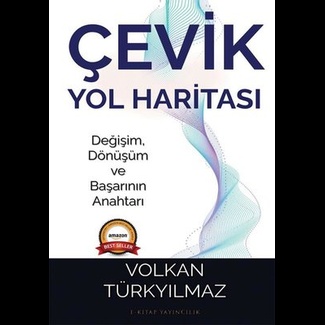 ÇEVİK
YOL HARİTASI
Değişim,
Dönüşüm
ve
Başarının
Anahtarı
amazon
BEST SELLER
VOLKAN
TÜRKYILMAZ
E-KİTAP YAYINCILIK